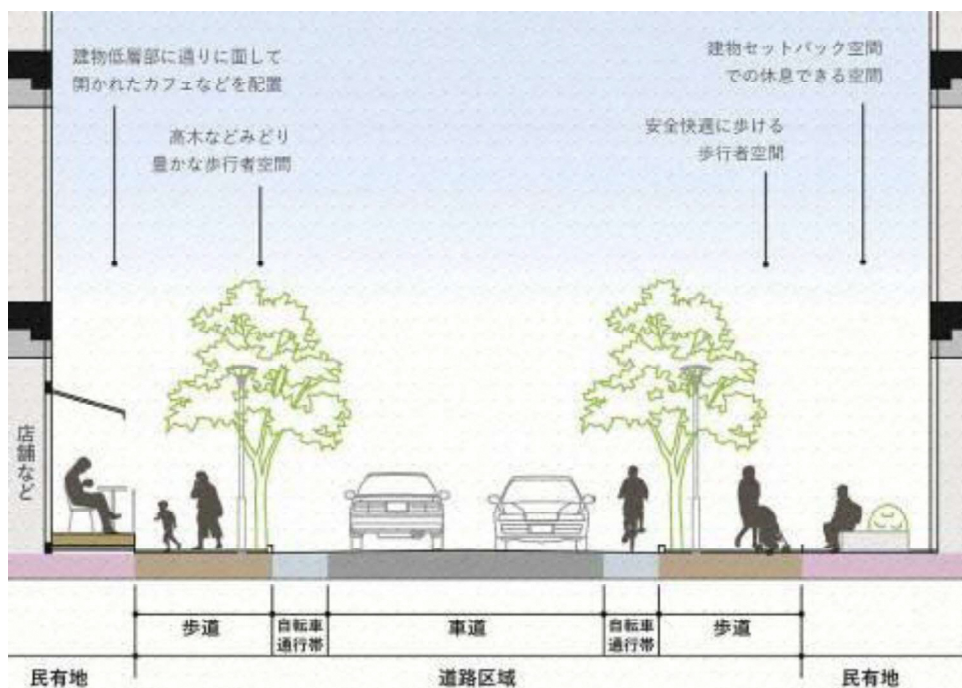 建物低層部に通りに面して
開かれたカフェなどを配置
高木などみどり
豊かな歩行者空間
建物セットバック空間
での休息できる空間
安全快適に歩ける
歩行者空間
店舗など
歩道
自転車
通行帯
車道
自転車
通行帯
歩道
民有地
道路区域
民有地